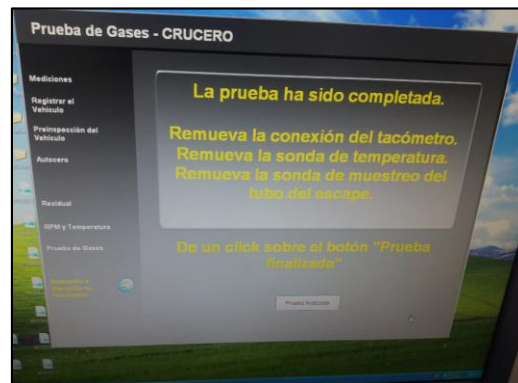 Prueba de Gases - CRUCERO
Mediciones
Registrar el
Vehículo
Preinspección del
Vehículo
Autocero
Residual
RPM y Temperatura
Prueba de Gases
La prueba ha sido completada.
Remueva la conexión del tacómetro.
Remueva la sonda de temperatura.
Remueva la sonda de muestreo del
tubo del escape.
De un click sobre el botón "Prueba
finalizada"
Prueba finalizada